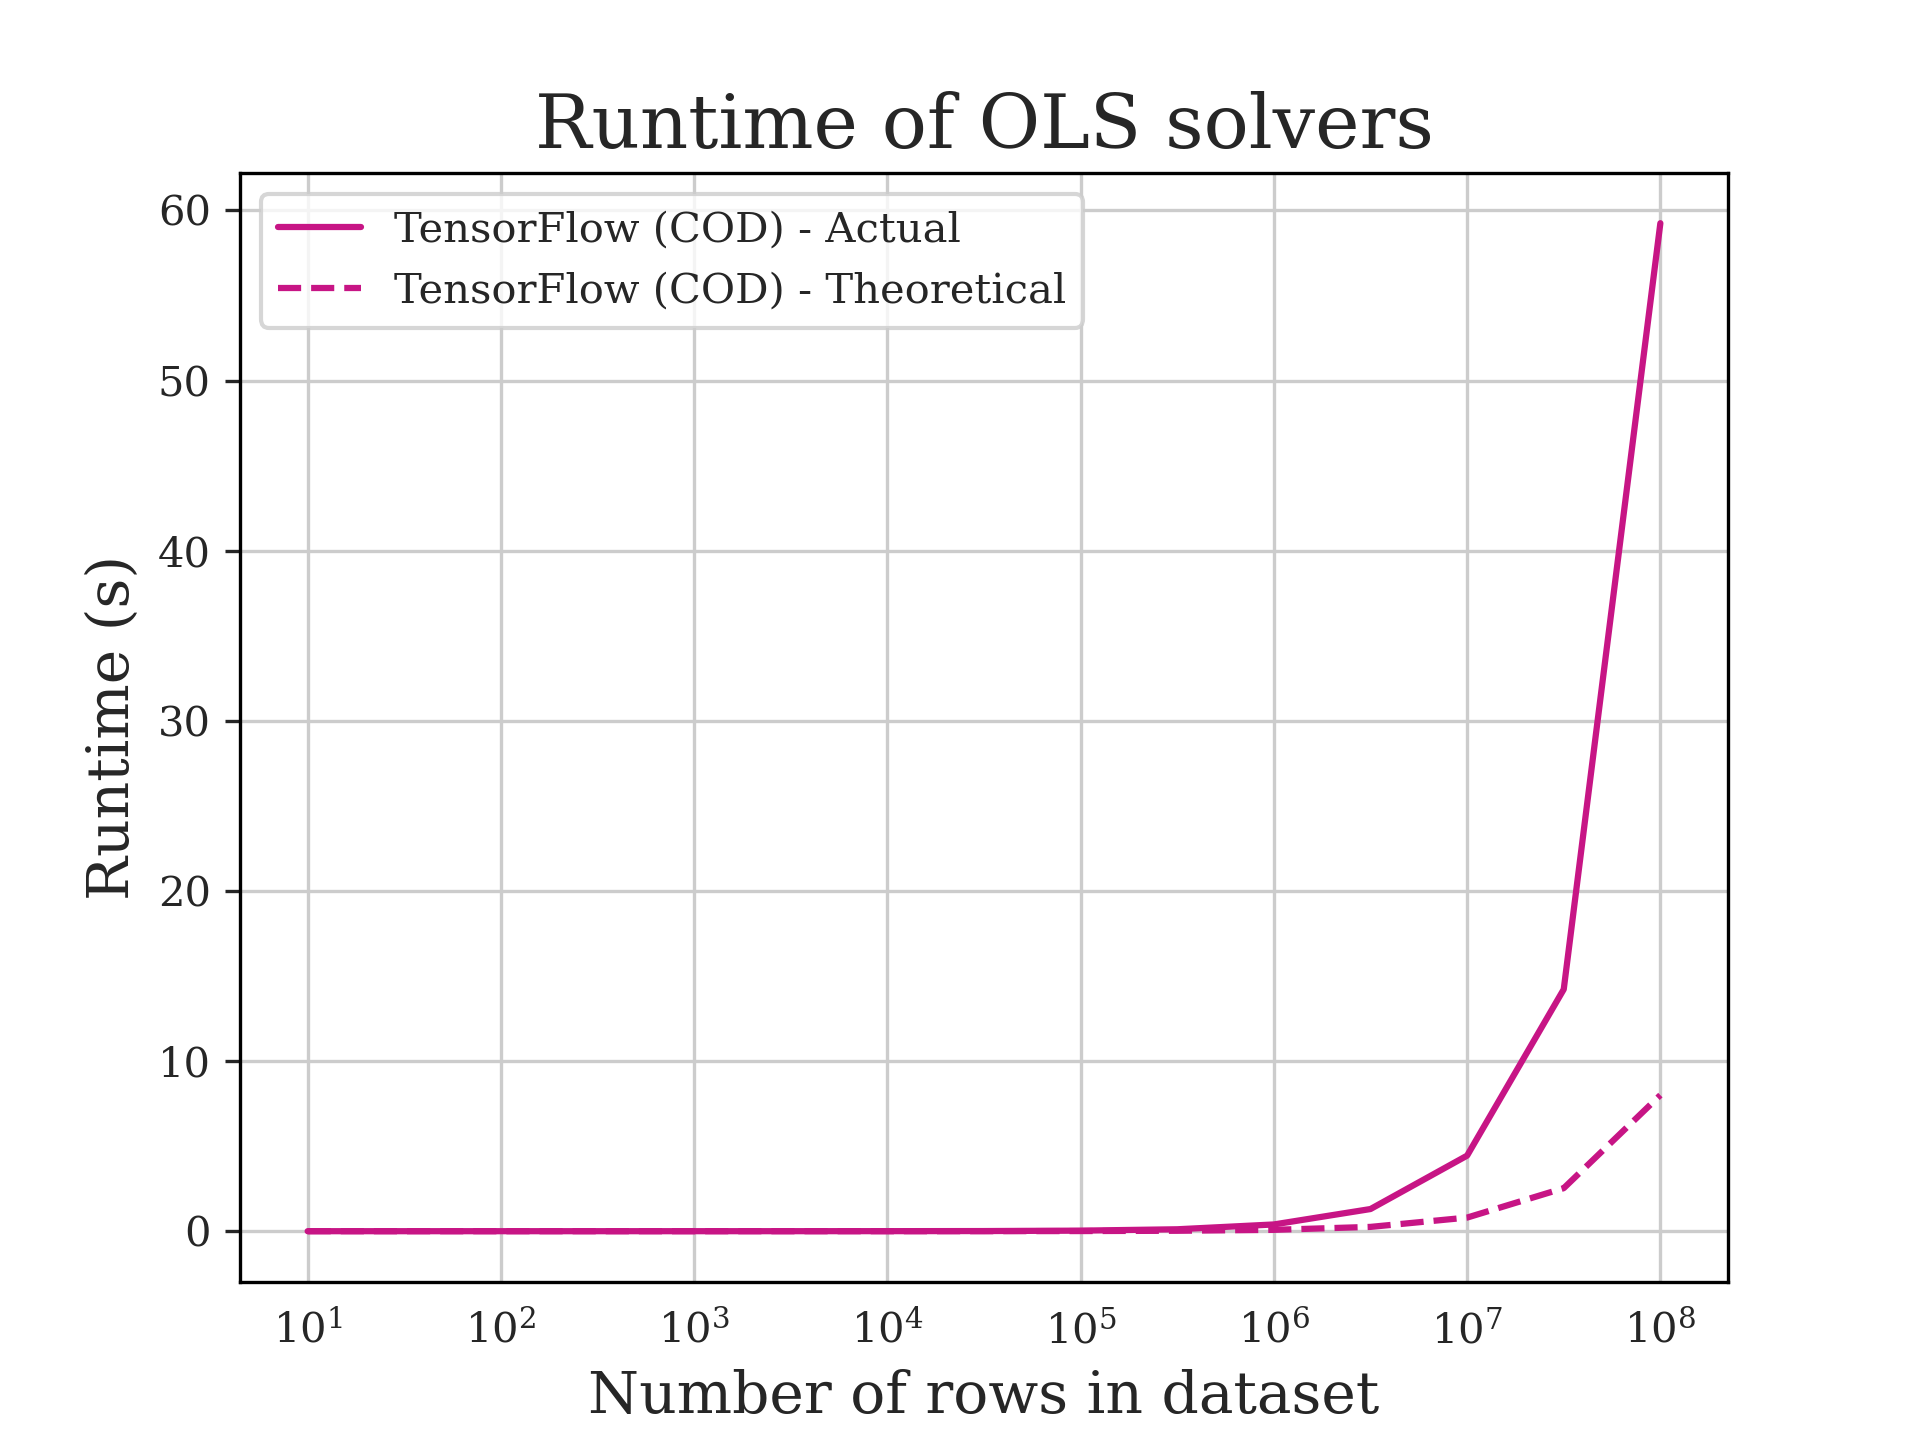 Runtime of OLS solvers
TensorFlow (COD) - Actual
TensorFlow (COD) - Theoretical
Runtime (s)
60
50
40
30
20
10
0
10¹ 10² 10³ 10⁴ 10⁵ 10⁶ 10⁷ 10⁸
Number of rows in dataset